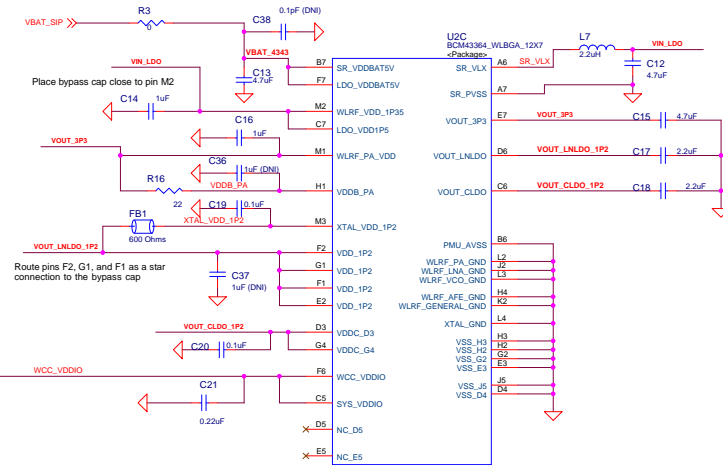 R3
0
C38
0.1pF (DNI)
VBAT_SIP
U2C
BCM43364_WLBGA_12X7
<Package>
L7
2.2uH
VIN_LDO
VBAT_4343
VIN_LDO
B7 SR_VDDBAT5V
SR_VLX A6 SR_VLX
C12
4.7uF
C13
4.7uF
F7 LDO_VDDBAT5V
Place bypass cap close to pin M2
SR_PVSS A7
C14 1uF
M2 WLRF_VDD_1P35
VOUT_3P3 E7 VOUT_3P3 C15 4.7uF
C16
1uF
C7 LDO_VDD1P5
VOUT_3P3
M1 WLRF_PA_VDD
VOUT_LNLDO D6 VOUT_LNLDO_1P2 C17 2.2uF
C36
1uF (DNI)
R16
22
VDDB_PA
H1 VDDB_PA
VOUT_CLDO C6 VOUT_CLDO_1P2 C18 2.2uF
C19 0.1uF
FB1
600 Ohms
XTAL_VDD_1P2
M3 XTAL_VDD_1P2
VOUT_LNLDO_1P2
F2 VDD_1P2
PMU_AVSS B6
Route pins F2, G1, and F1 as a star
connection to the bypass cap
G1 VDD_1P2
WLRF_PA_GND L2
WLRF_LNA_GND J2
WLRF_VCO_GND L3
C37
1uF (DNI)
F1 VDD_1P2
WLRF_AFE_GND H4
E2 VDD_1P2
WLRF_GENERAL_GND K2
XTAL_GND L4
VOUT_CLDO_1P2
D3 VDDC_D3
VSS_H3 H3
C20 0.1uF
G4 VDDC_G4
VSS_H2 H2
VSS_G2 G2
VSS_E3 E3
WCC_VDDIO
F6 WCC_VDDIO
VSS_J5 J5
VSS_D4 D4
C21
0.22uF
C5 SYS_VDDIO
D5 NC_D5
E5 NC_E5